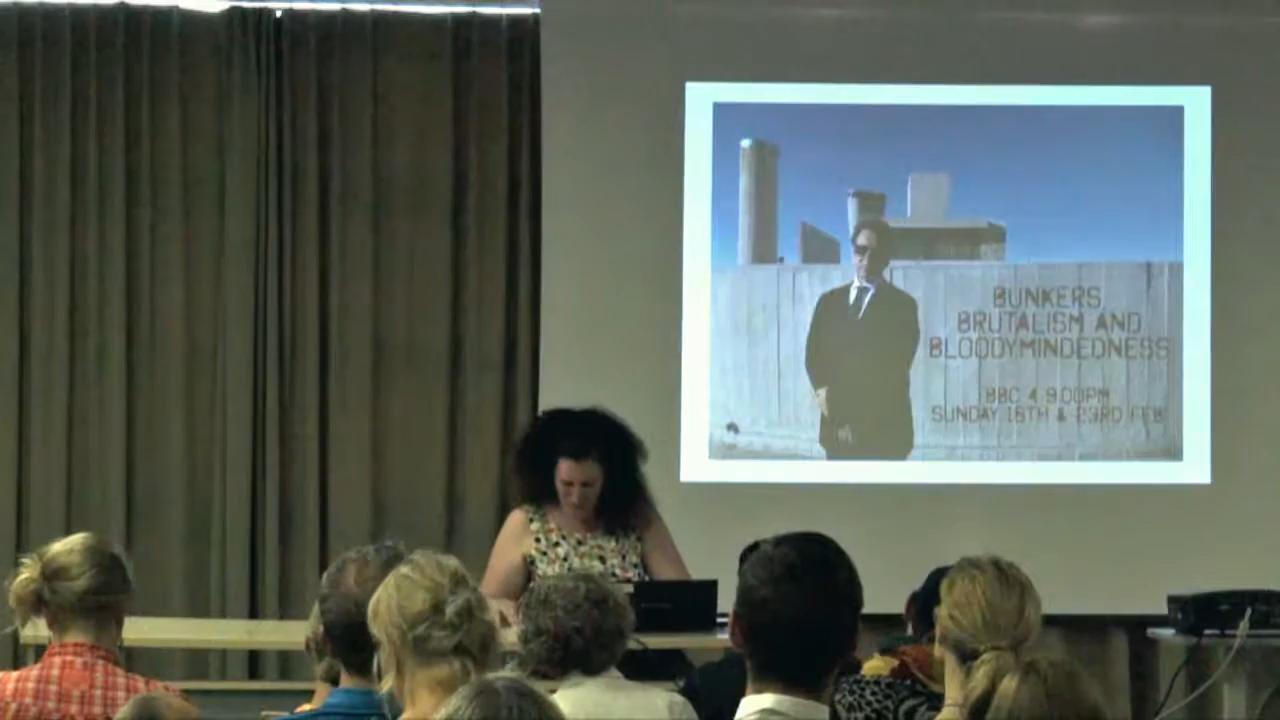 BUNKERS
BRUTALISM AND
BLOODYMINDEDNESS
BBC 4 9.00PM
SUNDAY 16TH & 23RD FEB